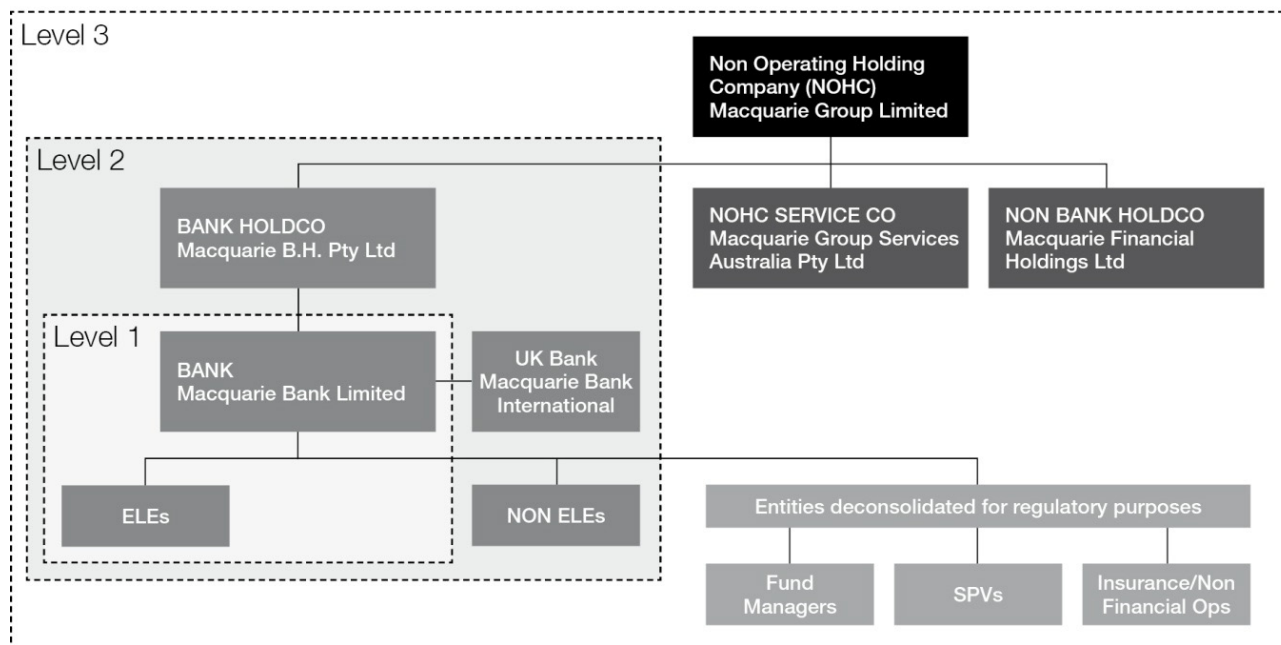 Level 3
Non Operating Holding
Company (NOHC)
Macquarie Group Limited
Level 2
BANK HOLDCO
Macquarie B.H. Pty Ltd
NOHC SERVICE CO
Macquarie Group Services
Australia Pty Ltd
NON BANK HOLDCO
Macquarie Financial
Holdings Ltd
Level 1
BANK
Macquarie Bank Limited
UK Bank
Macquarie Bank
International
ELEs
NON ELEs
Entities deconsolidated for regulatory purposes
Fund
Managers
SPVs
Insurance/Non
Financial Ops